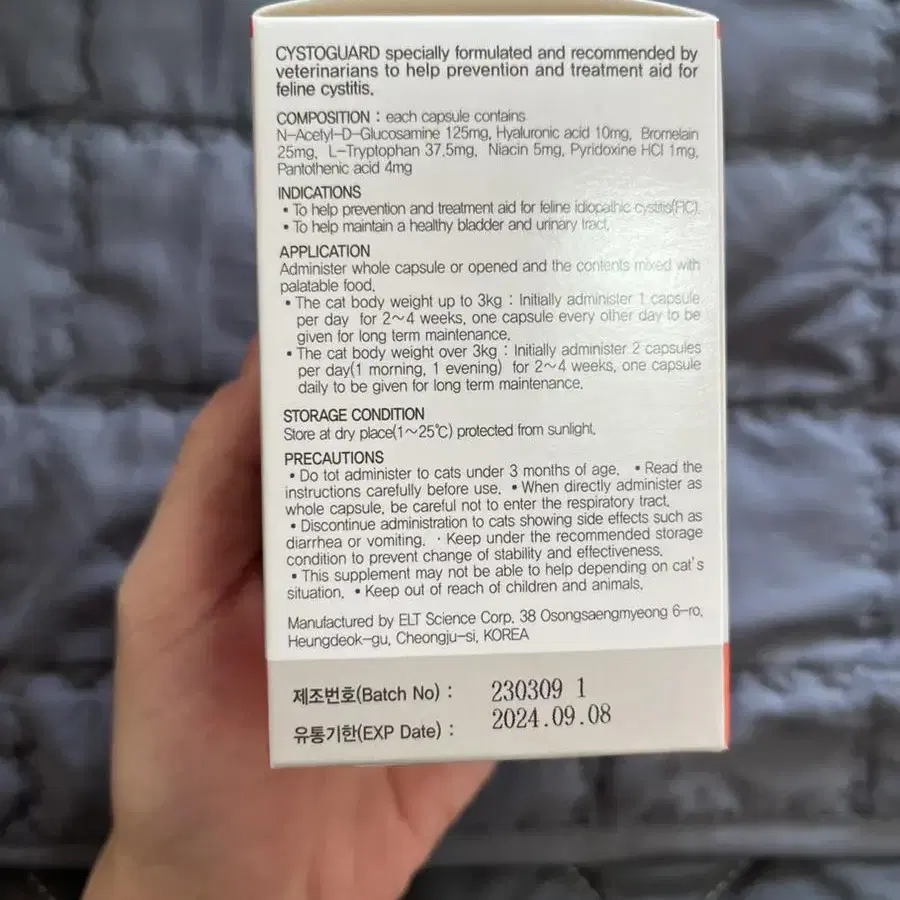 CYSTOGUARD specially formulated and recommended by
veterinarians to help prevention and treatment aid for
feline cystitis.
COMPOSITION : each capsule contains
N-Acetyl-D-Glucosamine 125mg, Hyaluronic acid 10mg, Bromelain
25mg, L-Tryptophan 37.5mg, Niacin 5mg, Pyridoxine HCl 1mg,
Pantothenic acid 4mg
INDICATIONS
• To help prevention and treatment aid for feline idiopathic cystitis(FIC).
• To help maintain a healthy bladder and urinary tract.
APPLICATION
Administer whole capsule or opened and the contents mixed with
palatable food.
• The cat body weight up to 3kg : Initially administer 1 capsule
per day for 2~4 weeks, one capsule every other day to be
given for long term maintenance.
• The cat body weight over 3kg : Initially administer 2 capsules
per day(1 morning, 1 evening) for 2~4 weeks, one capsule
daily to be given for long term maintenance.
STORAGE CONDITION
Store at dry place(1~25℃) protected from sunlight.
PRECAUTIONS
• Do tot administer to cats under 3 months of age. • Read the
instructions carefully before use. • When directly administer as
whole capsule, be careful not to enter the respiratory tract.
• Discontinue administration to cats showing side effects such as
diarrhea or vomiting. · Keep under the recommended storage
condition to prevent change of stability and effectiveness.
• This supplement may not be able to help depending on cat's
situation. • Keep out of reach of children and animals.
Manufactured by ELT Science Corp. 38 Osongsaengmyeong 6-ro,
Heungdeok-gu, Cheongju-si, KOREA
제조번호(Batch No) : 230309 1
유통기한(EXP Date) : 2024.09.08